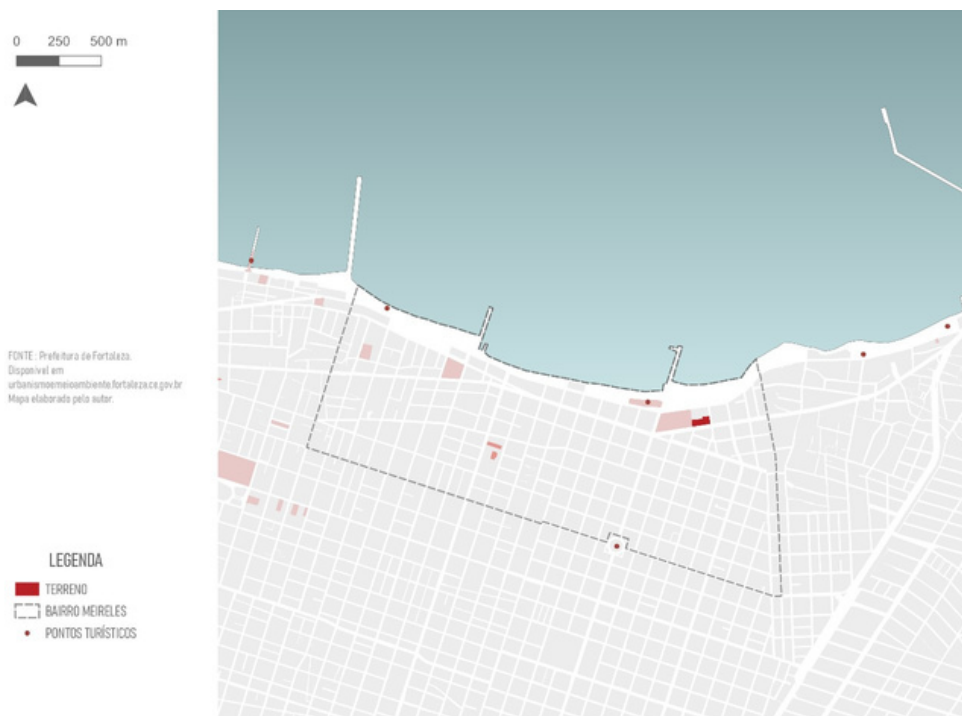 0 250 500 m
FONTE: Prefeitura de Fortaleza.
Disponível em
urbanismoemeioambiente.fortaleza.ce.gov.br
Mapa elaborado pelo autor.
LEGENDA
TERRENO
BAIRRO MEIRELES
PONTOS TURÍSTICOS